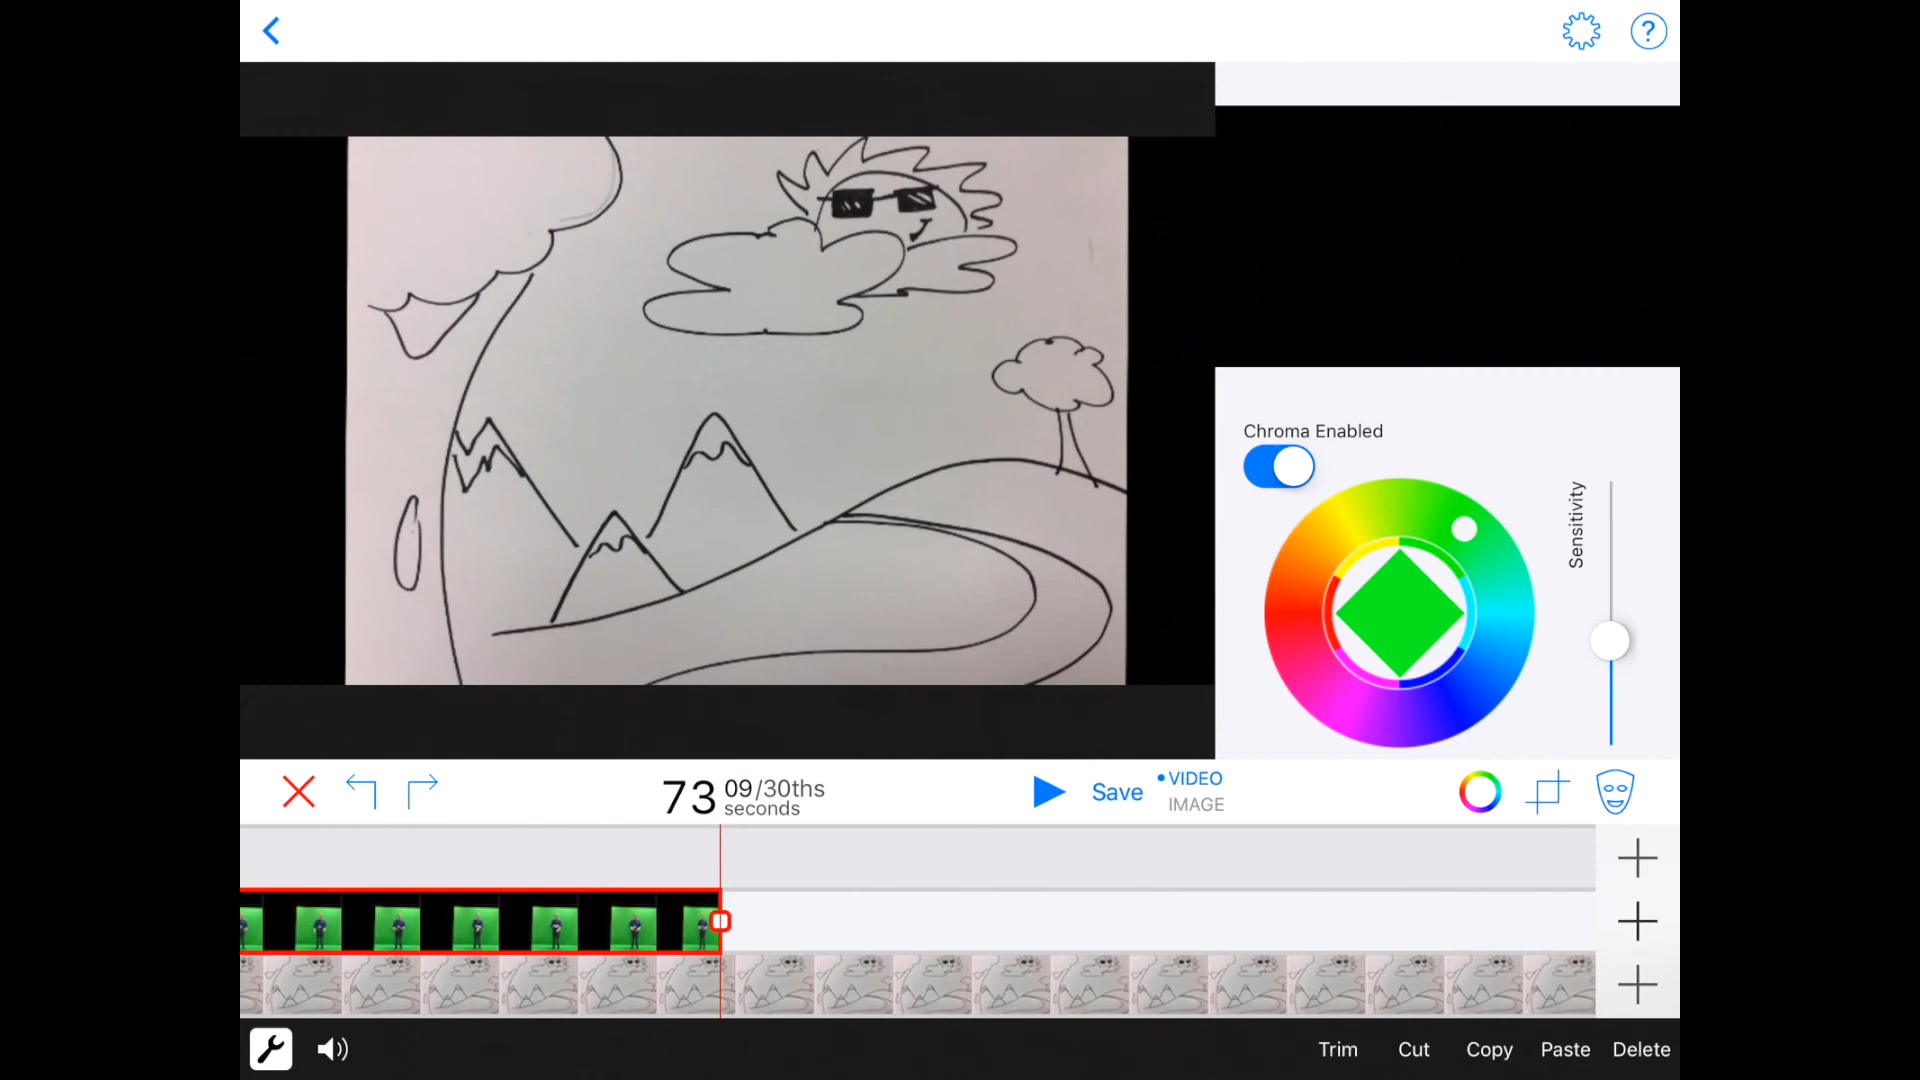 ?
Chroma Enabled
Sensitivity
73 09/30ths
seconds
Save
VIDEO
IMAGE
Trim Cut Copy Paste Delete